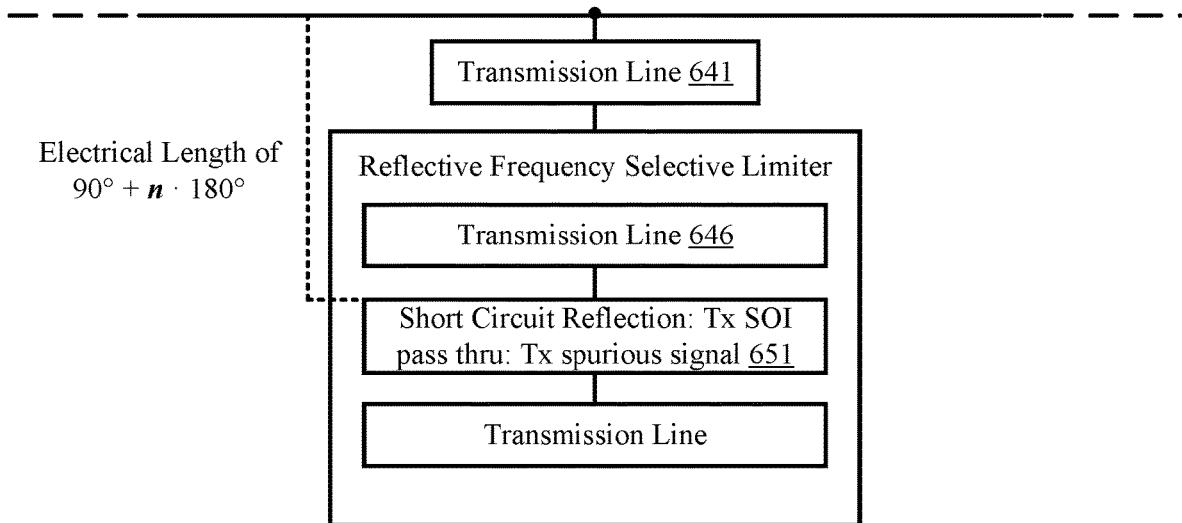 Transmission Line 641
Electrical Length of
90° + n · 180°
Reflective Frequency Selective Limiter
Transmission Line 646
Short Circuit Reflection: Tx SOI
pass thru: Tx spurious signal 651
Transmission Line